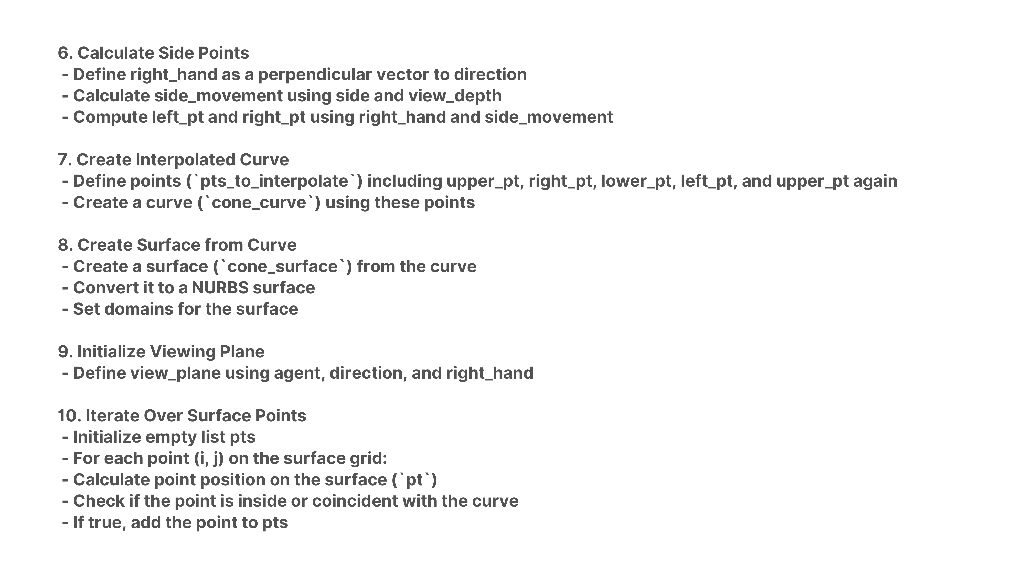 6. Calculate Side Points
- Define right_hand as a perpendicular vector to direction
- Calculate side_movement using side and view_depth
- Compute left_pt and right_pt using right_hand and side_movement
7. Create Interpolated Curve
- Define points (`pts_to_interpolate`) including upper_pt, right_pt, lower_pt, left_pt, and upper_pt again
- Create a curve (`cone_curve`) using these points
8. Create Surface from Curve
- Create a surface (`cone_surface`) from the curve
- Convert it to a NURBS surface
- Set domains for the surface
9. Initialize Viewing Plane
- Define view_plane using agent, direction, and right_hand
10. Iterate Over Surface Points
- Initialize empty list pts
- For each point (i, j) on the surface grid:
- Calculate point position on the surface (`pt`)
- Check if the point is inside or coincident with the curve
- If true, add the point to pts